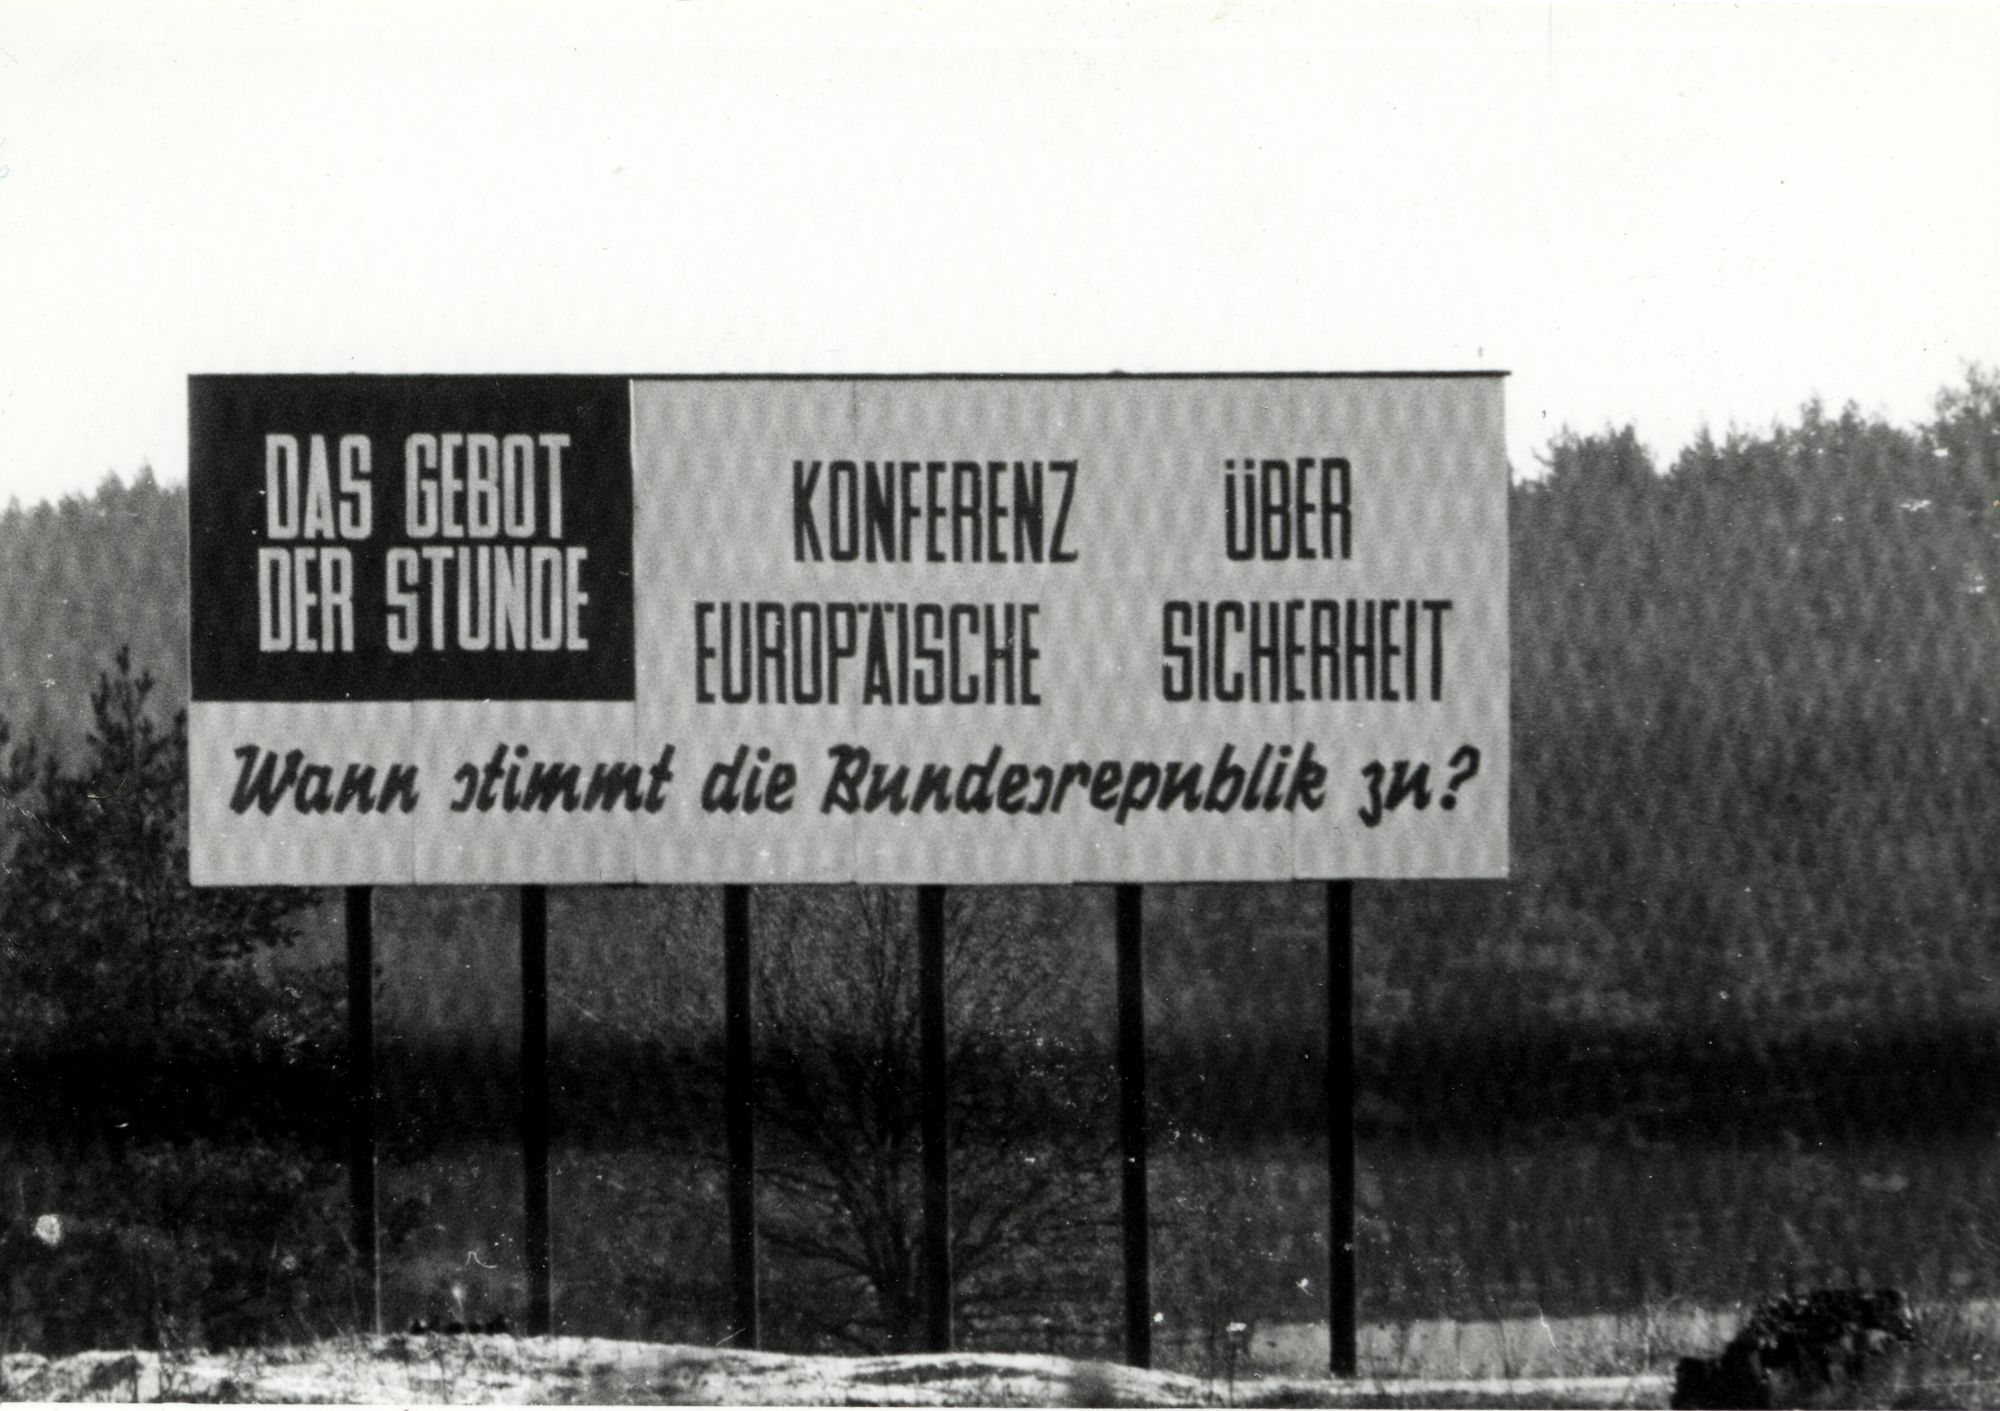 DAS GEBOT
DER STUNDE
KONFERENZ ÜBER
EUROPÄISCHE SICHERHEIT
Wann stimmt die Bundesrepublik zu?